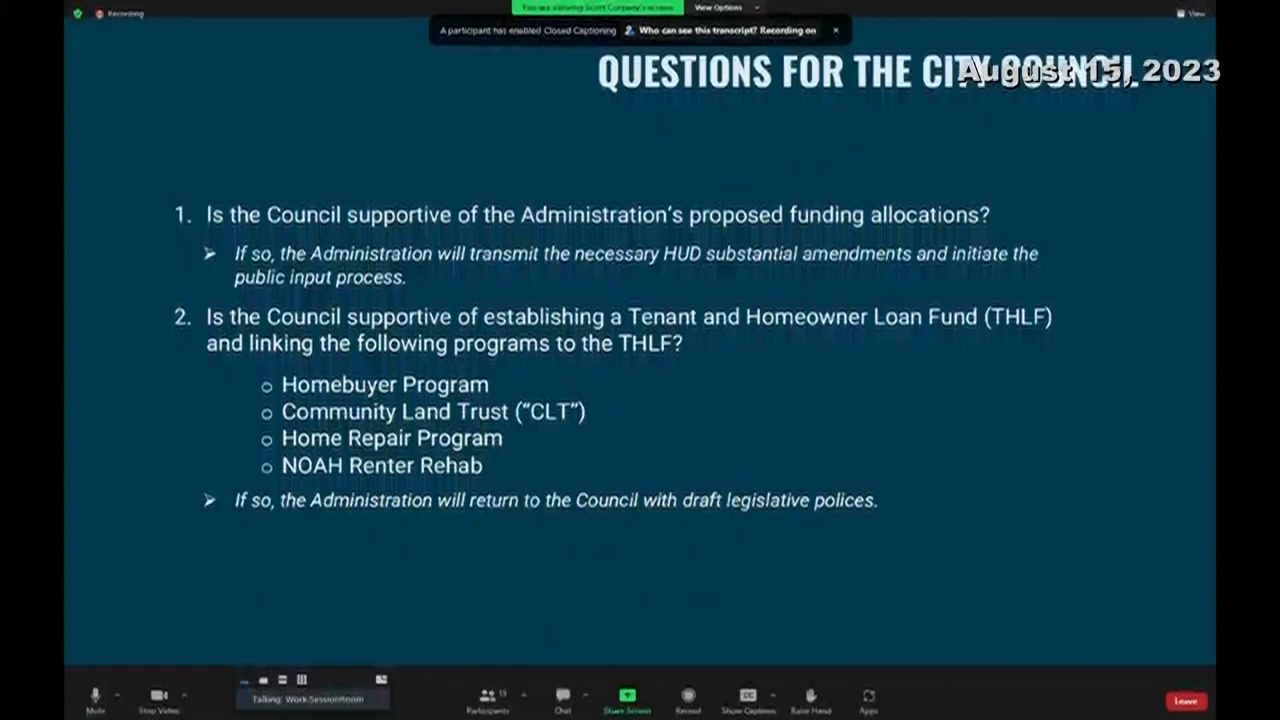 Recording
You are viewing Scott Corpany's screen
View Options
View
A participant has enabled Closed Captioning
Who can see this transcript? Recording on
QUESTIONS FOR THE CITY COUNCIL
August 15, 2023
1. Is the Council supportive of the Administration's proposed funding allocations?
➢ If so, the Administration will transmit the necessary HUD substantial amendments and initiate the
public input process.
2. Is the Council supportive of establishing a Tenant and Homeowner Loan Fund (THLF)
and linking the following programs to the THLF?
o Homebuyer Program
o Community Land Trust (“CLT”)
o Home Repair Program
o NOAH Renter Rehab
➢ If so, the Administration will return to the Council with draft legislative polices.
Talking: Work SessionRoom
Mute
Stop Video
Participants
15
Chat
Share Screen
Record
Show Captions
Raise Hand
Apps
Leave